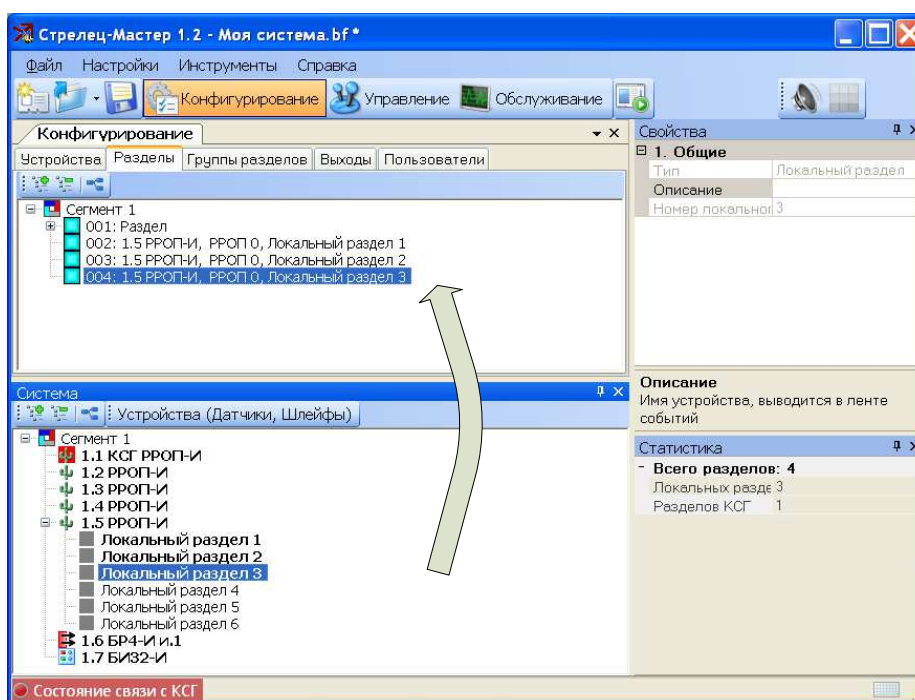 Стрелец-Мастер 1.2 - Моя система.bf *
Файл Настройки Инструменты Справка
Конфигурирование Управление Обслуживание
Конфигурирование
Устройства Разделы Группы разделов Выходы Пользователи
Сегмент 1
001: Раздел
002: 1.5 РРОП-И, РРОП 0, Локальный раздел 1
003: 1.5 РРОП-И, РРОП 0, Локальный раздел 2
004: 1.5 РРОП-И, РРОП 0, Локальный раздел 3
Система
Устройства (Датчики, Шлейфы)
Сегмент 1
1.1 КСГ РРОП-И
1.2 РРОП-И
1.3 РРОП-И
1.4 РРОП-И
1.5 РРОП-И
Локальный раздел 1
Локальный раздел 2
Локальный раздел 3
Локальный раздел 4
Локальный раздел 5
Локальный раздел 6
1.6 БР4-И и.1
1.7 БИ32-И
Состояние связи с КСГ
Свойства
1. Общие
Тип Локальный раздел
Описание
Номер локальног 3
Описание
Имя устройства, выводится в ленте
событий
Статистика
Всего разделов: 4
Локальных разде 3
Разделов КСГ 1